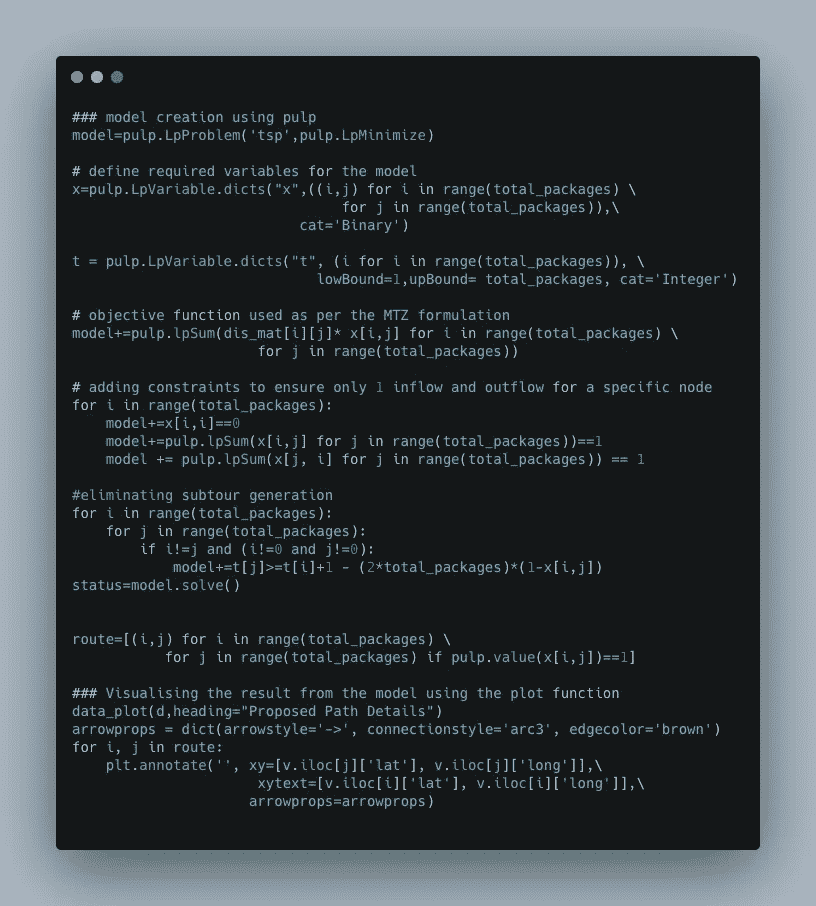 ### model creation using pulp
model=pulp.LpProblem('tsp',pulp.LpMinimize)

# define required variables for the model
x=pulp.LpVariable.dicts("x",((i,j) for i in range(total_packages) \
                                for j in range(total_packages)),\
                           cat='Binary')

t = pulp.LpVariable.dicts("t", (i for i in range(total_packages)), \
                             lowBound=1,upBound= total_packages, cat='Integer')

# objective function used as per the MTZ formulation
model+=pulp.lpSum(dis_mat[i][j]* x[i,j] for i in range(total_packages) \
                      for j in range(total_packages))

# adding constraints to ensure only 1 inflow and outflow for a specific node
for i in range(total_packages):
    model+=x[i,i]==0
    model+=pulp.lpSum(x[i,j] for j in range(total_packages))==1
    model += pulp.lpSum(x[j, i] for j in range(total_packages)) == 1

#eliminating subtour generation
for i in range(total_packages):
    for j in range(total_packages):
        if i!=j and (i!=0 and j!=0):
            model+=t[j]>=t[i]+1 - (2*total_packages)*(1-x[i,j])
status=model.solve()


route=[(i,j) for i in range(total_packages) \
           for j in range(total_packages) if pulp.value(x[i,j])==1]

### Visualising the result from the model using the plot function
data_plot(d,heading="Proposed Path Details")
arrowprops = dict(arrowstyle='->', connectionstyle='arc3', edgecolor='brown')
for i, j in route:
    plt.annotate('', xy=[v.iloc[j]['lat'], v.iloc[j]['long']],\
                      xytext=[v.iloc[i]['lat'], v.iloc[i]['long']],\
                     arrowprops=arrowprops)